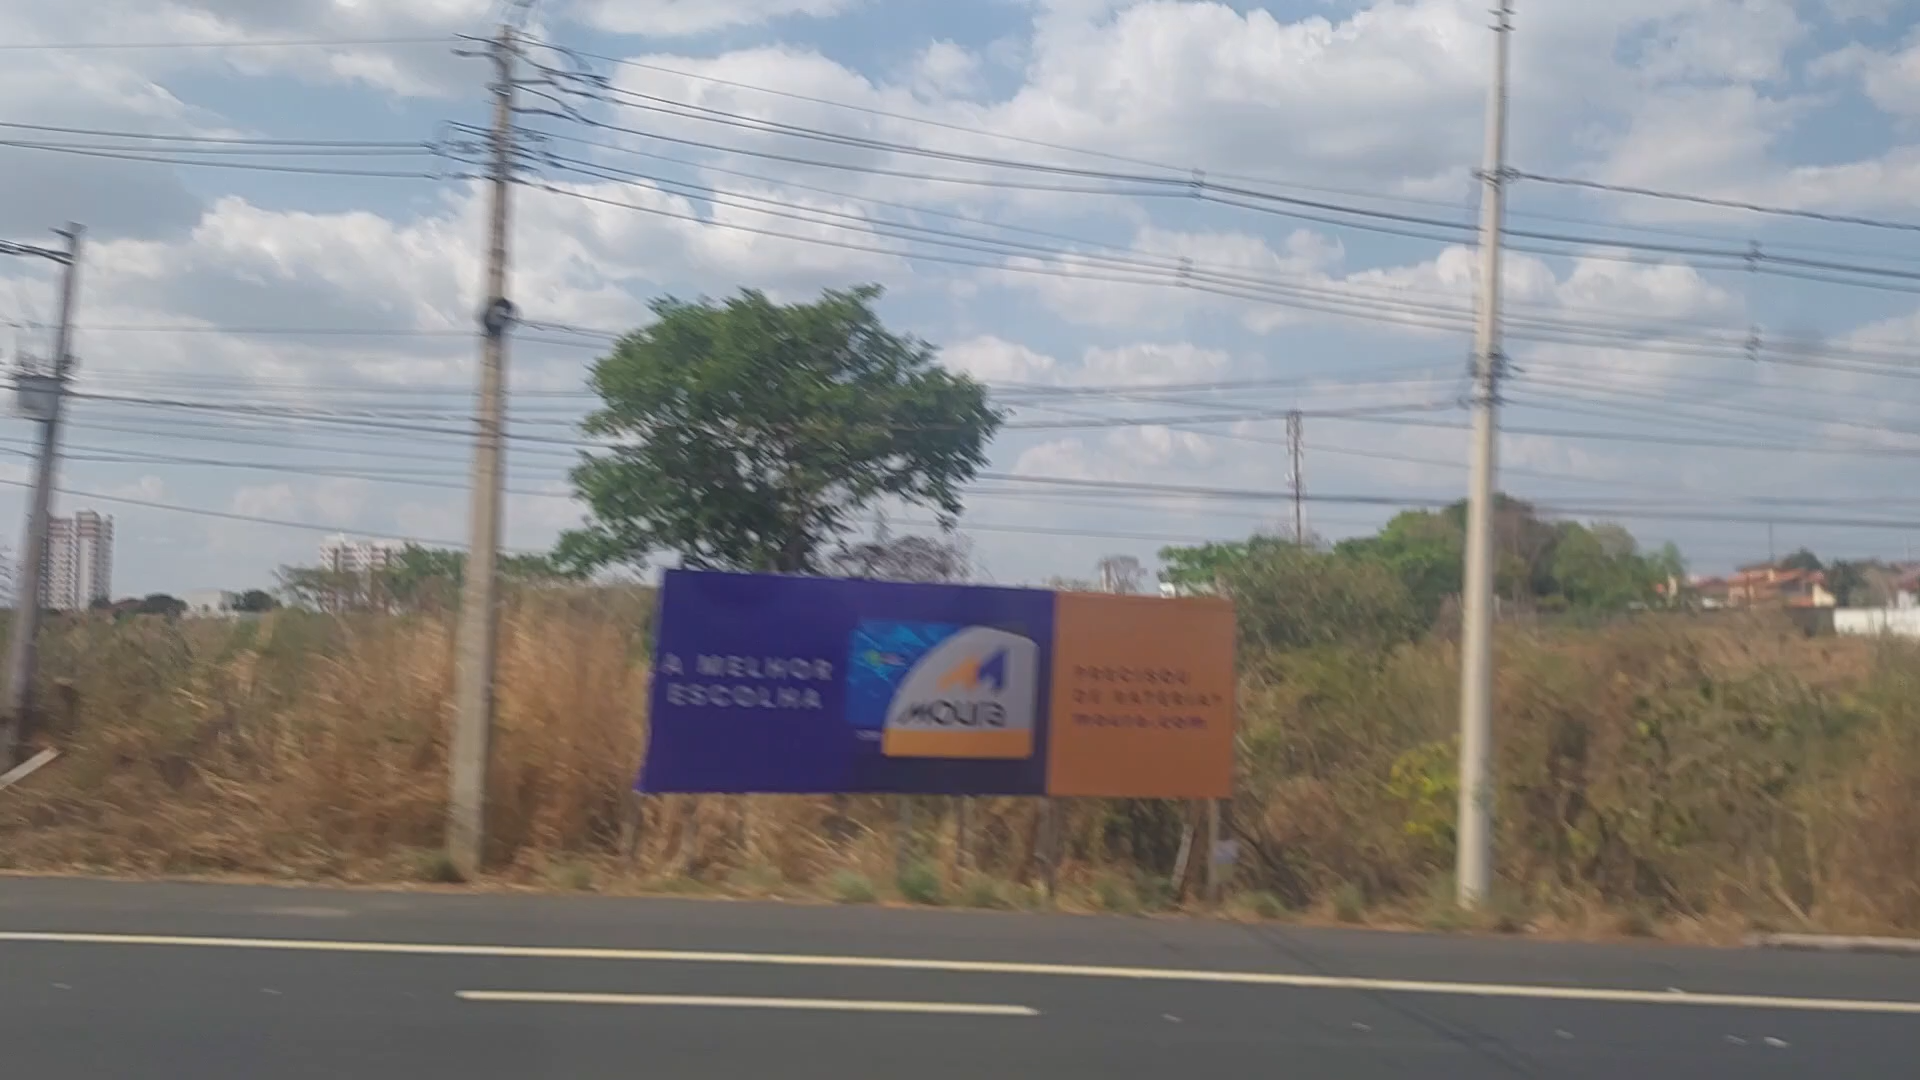 A MELHOR
ESCOLHA
MOURA
PRECISOU
DE BATERIA?
moura.com